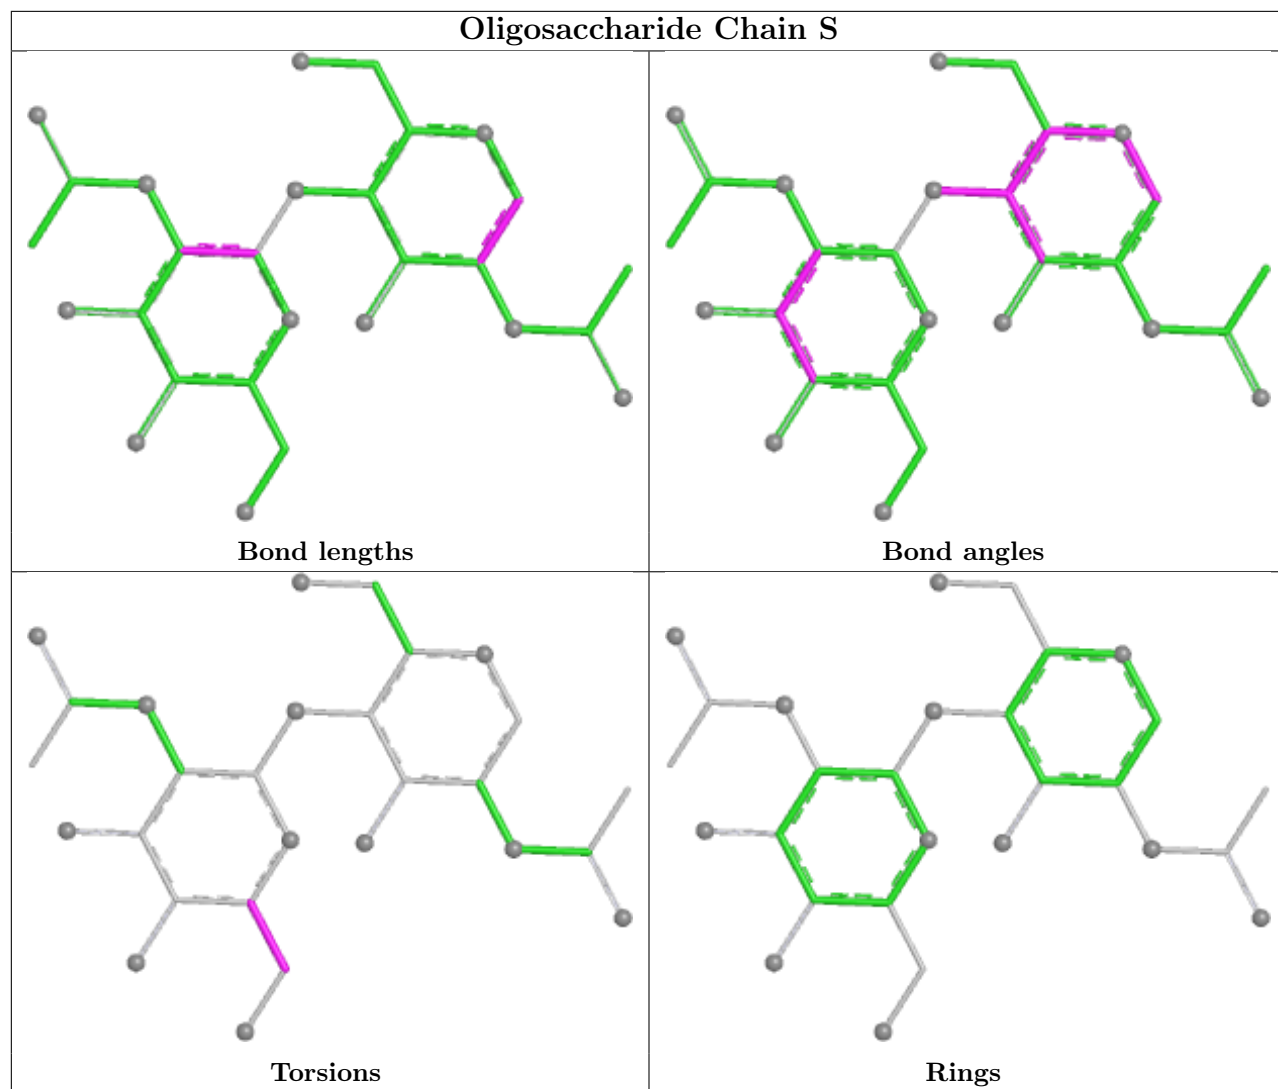 Oligosaccharide Chain S
Bond lengths
Bond angles
Torsions
Rings